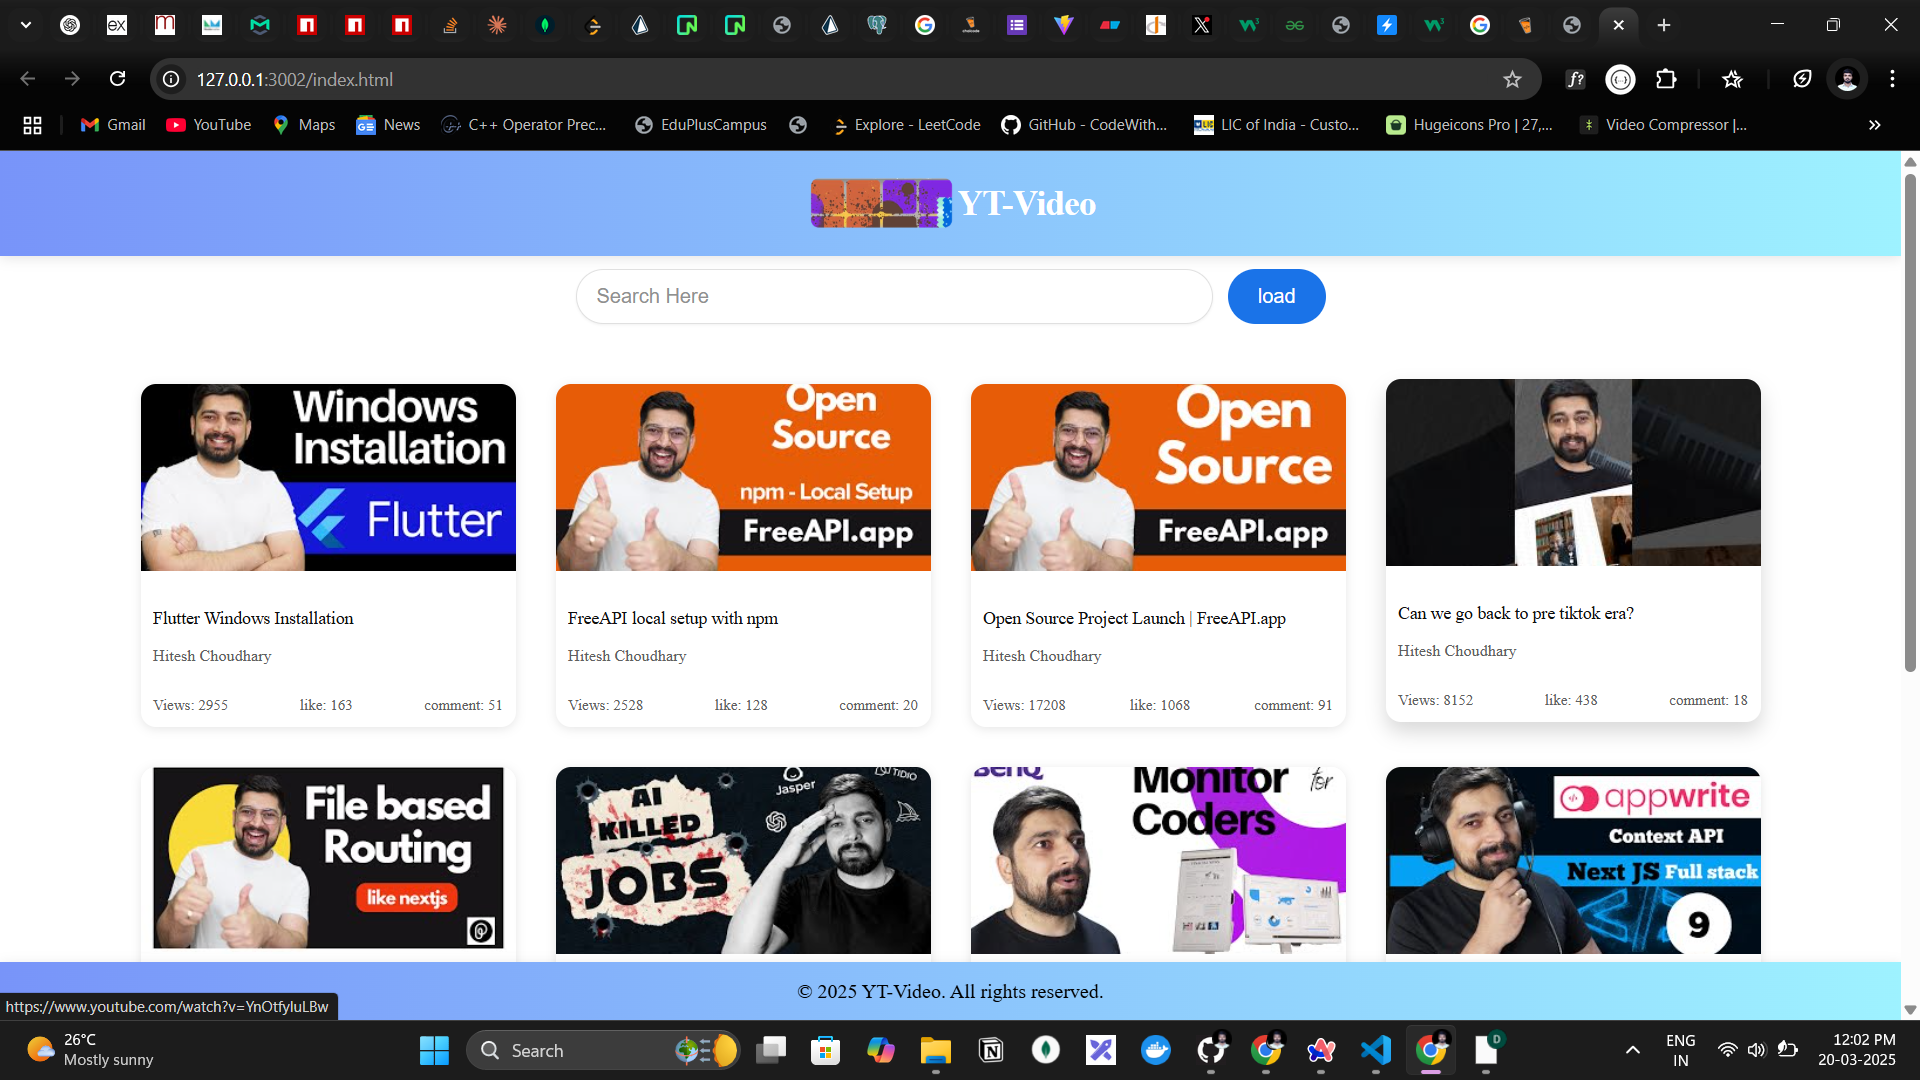 127.0.0.1:3002/index.html
Gmail
YouTube
Maps
News
C++ Operator Prec...
EduPlusCampus
Explore - LeetCode
GitHub - CodeWith...
LIC of India - Custo...
Hugeicons Pro | 27,...
Video Compressor |...
YT-Video
Search Here
load
Windows
Installation
Flutter
Open
Source
npm - Local Setup
FreeAPI.app
Open
Source
FreeAPI.app
Flutter Windows Installation
FreeAPI local setup with npm
Open Source Project Launch | FreeAPI.app
Can we go back to pre tiktok era?
Hitesh Choudhary
Hitesh Choudhary
Hitesh Choudhary
Hitesh Choudhary
Views: 2955
like: 163
comment: 51
Views: 2528
like: 128
comment: 20
Views: 17208
like: 1068
comment: 91
Views: 8152
like: 438
comment: 18
File based
Routing
like nextjs
AI
KILLED
JOBS
Jasper
TIDIO
BenQ
Monitor for
Coders
appwrite
Context API
Next JS Full stack
9
© 2025 YT-Video. All rights reserved.
https://www.youtube.com/watch?v=YnOtfyIuLBw
26°C
Mostly sunny
Search
ENG
IN
12:02 PM
20-03-2025